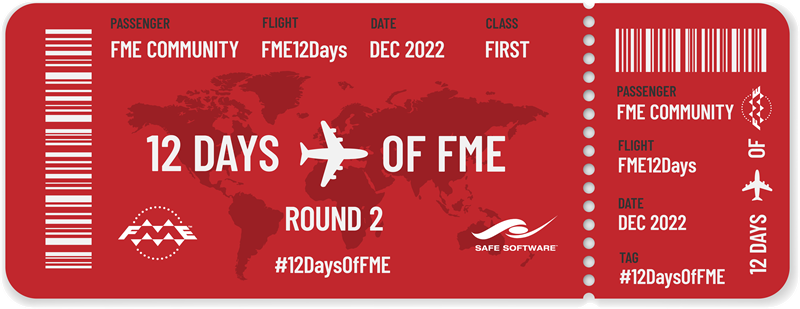 PASSENGER FLIGHT DATE CLASS
FME COMMUNITY FME12Days DEC 2022 FIRST
12 DAYS OF FME
ROUND 2
#12DaysOfFME
FME
SAFE SOFTWARE™
PASSENGER
FME COMMUNITY
FLIGHT
FME12Days
DATE
DEC 2022
TAG
#12DaysOfFME
12 DAYS OF FME